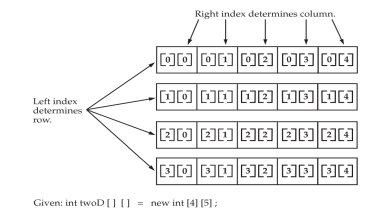 Right index determines column.
[0][0] [0][1] [0][2] [0][3] [0][4]
[1][0] [1][1] [1][2] [1][3] [1][4]
Left index
determines
row.
[2][0] [2][1] [2][2] [2][3] [2][4]
[3][0] [3][1] [3][2] [3][3] [3][4]
Given: int twoD [ ] [ ] = new int [4] [5] ;